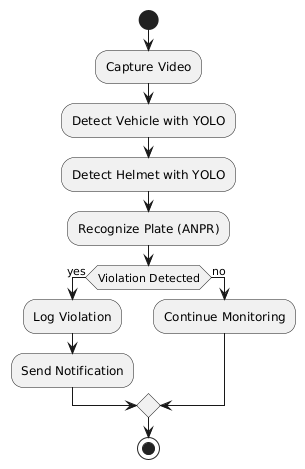 Capture Video
Detect Vehicle with YOLO
Detect Helmet with YOLO
Recognize Plate (ANPR)
yes
Violation Detected
no
Log Violation
Continue Monitoring
Send Notification